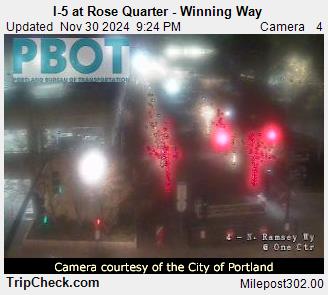 I-5 at Rose Quarter - Winning Way
Updated Nov 30 2024 9:24 PM Camera 4
PBOT
PORTLAND BUREAU OF TRANSPORTATION
4 - N. Ramsey Wy
@ One Ctr
Camera courtesy of the City of Portland
TripCheck.com Milepost302.00